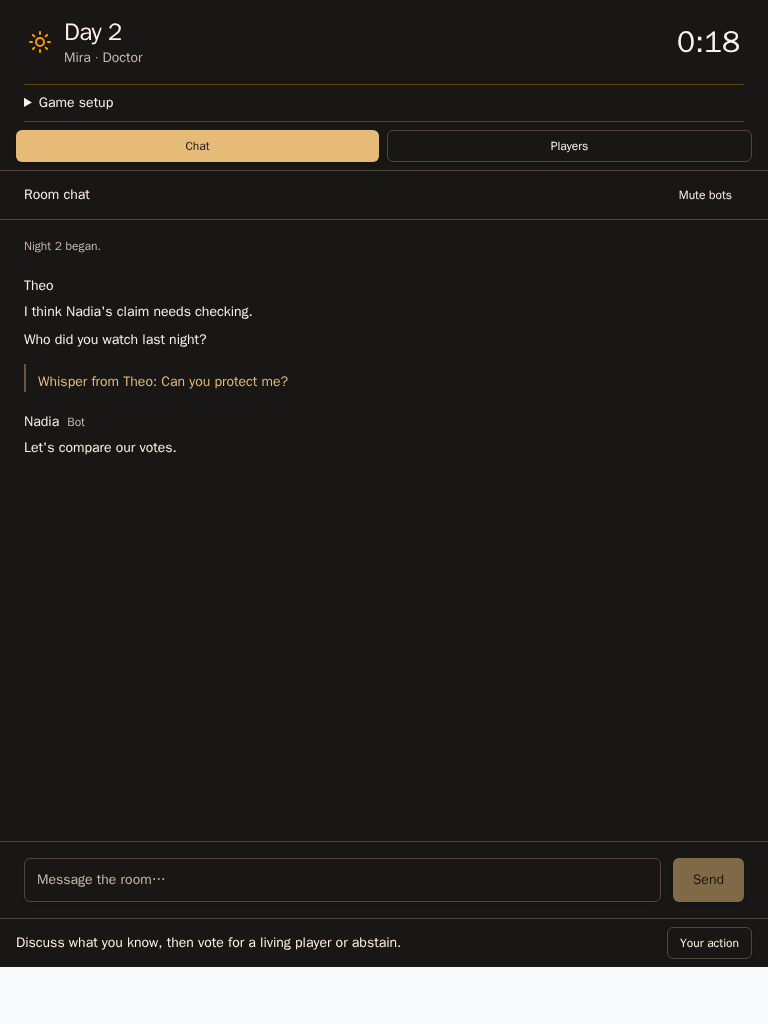 Day 2
Mira · Doctor
0:18
Game setup
Chat
Players
Room chat
Mute bots
Night 2 began.
Theo
I think Nadia's claim needs checking.
Who did you watch last night?
Whisper from Theo: Can you protect me?
Nadia Bot
Let's compare our votes.
Message the room…
Send
Discuss what you know, then vote for a living player or abstain.
Your action